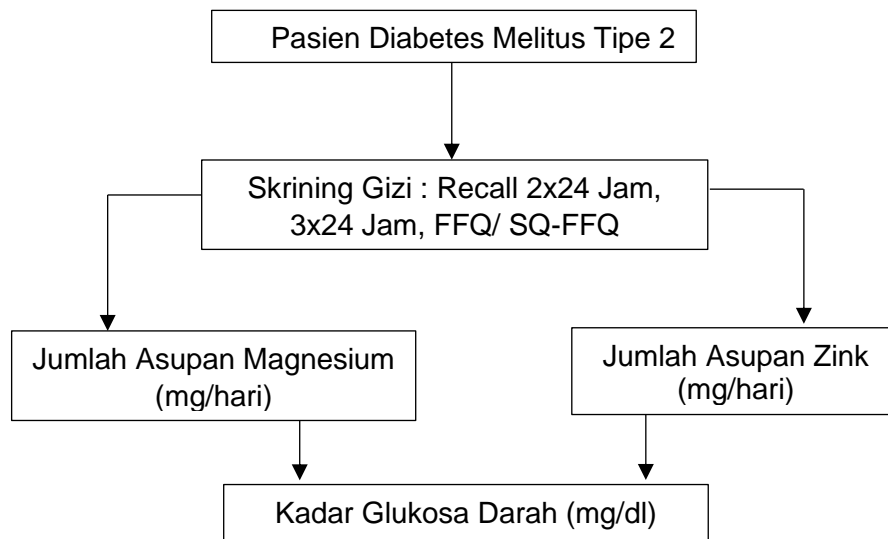 Pasien Diabetes Melitus Tipe 2
Skrining Gizi : Recall 2x24 Jam,
3x24 Jam, FFQ/ SQ-FFQ
Jumlah Asupan Magnesium
(mg/hari)
Jumlah Asupan Zink
(mg/hari)
Kadar Glukosa Darah (mg/dl)